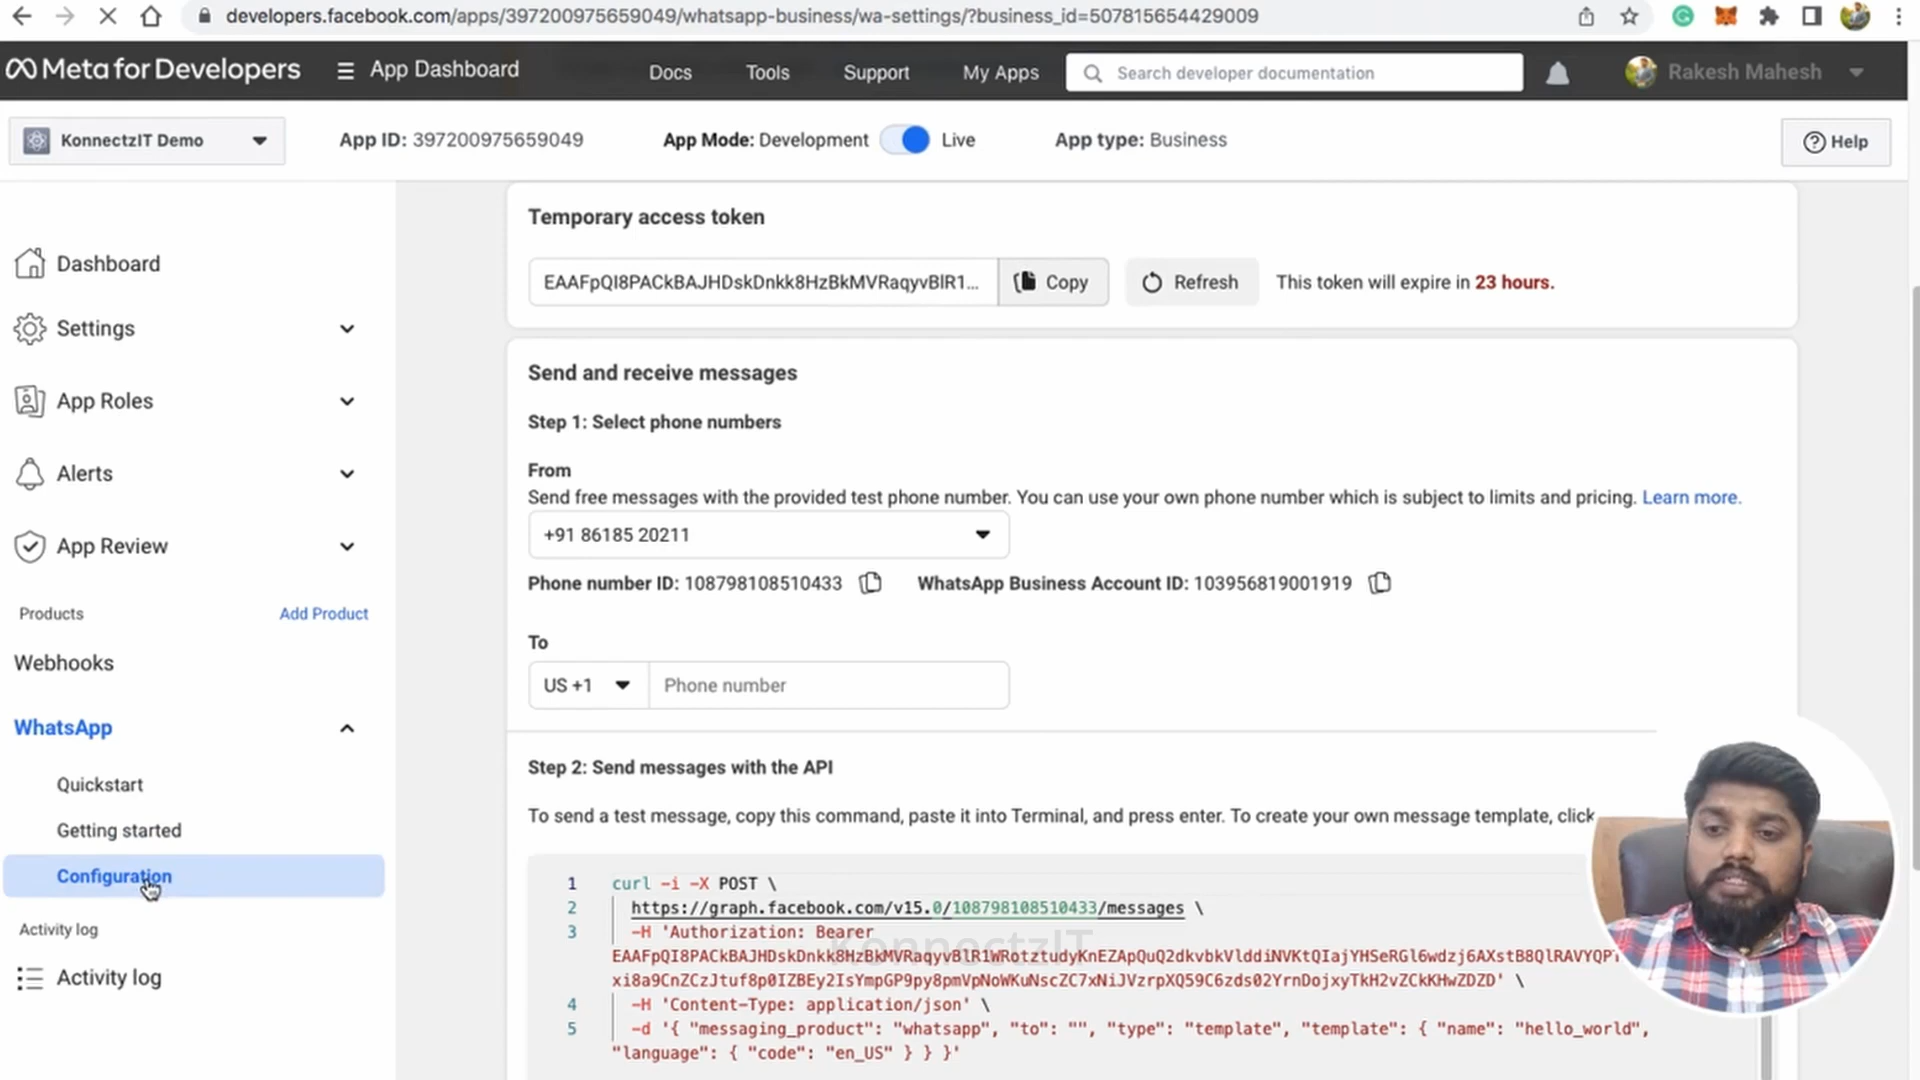 developers.facebook.com/apps/397200975659049/whatsapp-business/wa-settings/?business_id=507815654429009
Meta for Developers
App Dashboard
Docs
Tools
Support
My Apps
Search developer documentation
Rakesh Mahesh
KonnectzIT Demo
App ID: 397200975659049
App Mode: Development
Live
App type: Business
Help
Dashboard
Settings
App Roles
Alerts
App Review
Products
Add Product
Webhooks
WhatsApp
Quickstart
Getting started
Configuration
Activity log
Activity log
Temporary access token
EAAFpQI8PACkBAJHDskDnkk8HzBkMVRaqyvBlR1...
Copy
Refresh
This token will expire in 23 hours.
Send and receive messages
Step 1: Select phone numbers
From
Send free messages with the provided test phone number. You can use your own phone number which is subject to limits and pricing. Learn more.
+91 86185 20211
Phone number ID: 108798108510433
WhatsApp Business Account ID: 103956819001919
To
US +1
Phone number
Step 2: Send messages with the API
To send a test message, copy this command, paste it into Terminal, and press enter. To create your own message template, click
1 curl -i -X POST \
2 https://graph.facebook.com/v15.0/108798108510433/messages \
3 -H 'Authorization: Bearer
-H 'Content-Type: application/json' \
4
5 -d '{ "messaging_product": "whatsapp", "to": "", "type": "template", "template": { "name": "hello_world",
"language": { "code": "en_US" } } }'
KonnectzIT